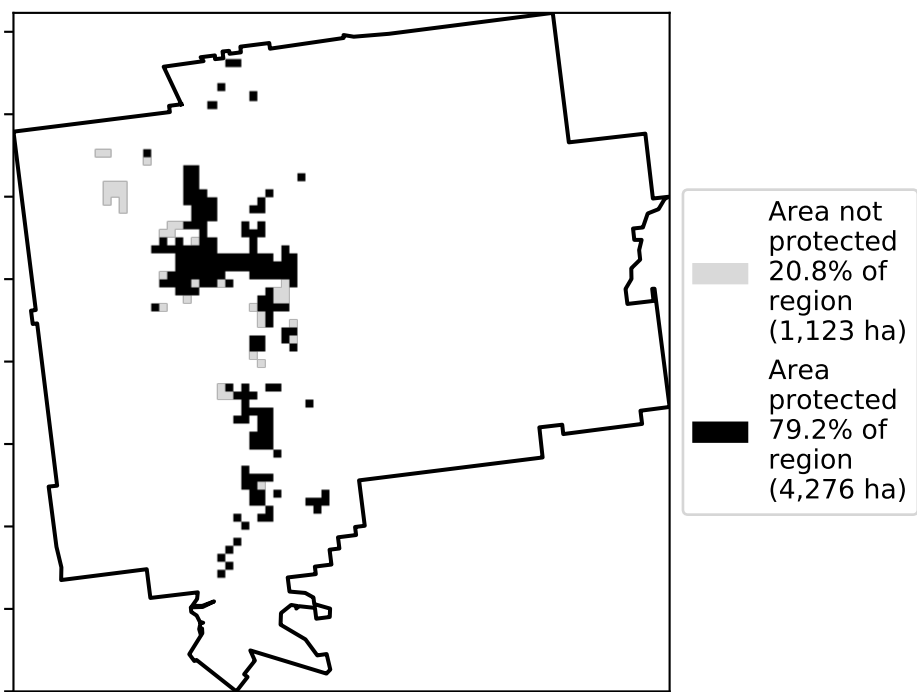 Area not
protected
20.8% of
region
(1,123 ha)
Area
protected
79.2% of
region
(4,276 ha)